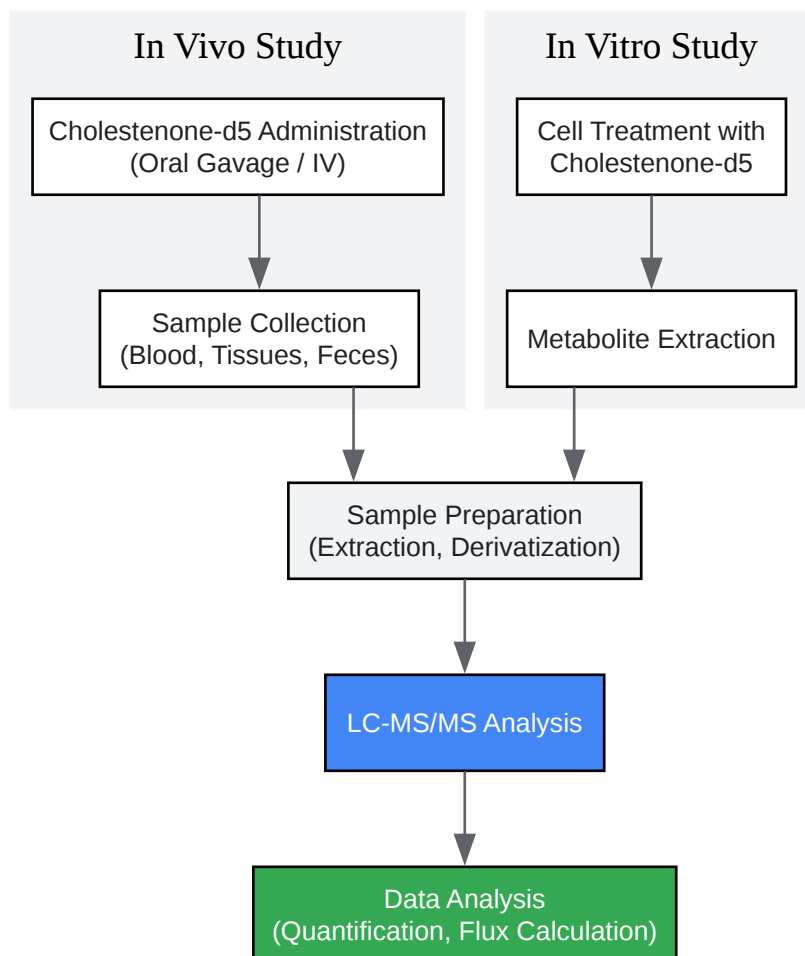 In Vivo Study
Cholestenone-d5 Administration
(Oral Gavage / IV)
Sample Collection
(Blood, Tissues, Feces)
In Vitro Study
Cell Treatment with
Cholestenone-d5
Metabolite Extraction
Sample Preparation
(Extraction, Derivatization)
LC-MS/MS Analysis
Data Analysis
(Quantification, Flux Calculation)